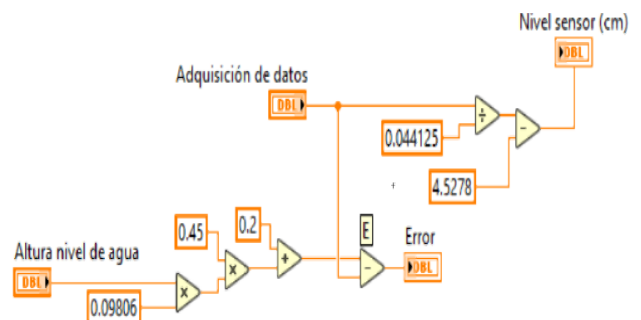 Nivel sensor (cm)
DBL
Adquisición de datos
DBL
÷
-
0.044125
4.5278
0.45
0.2
E
Error
+
-
DBL
x
Altura nivel de agua
DBL
x
0.09806